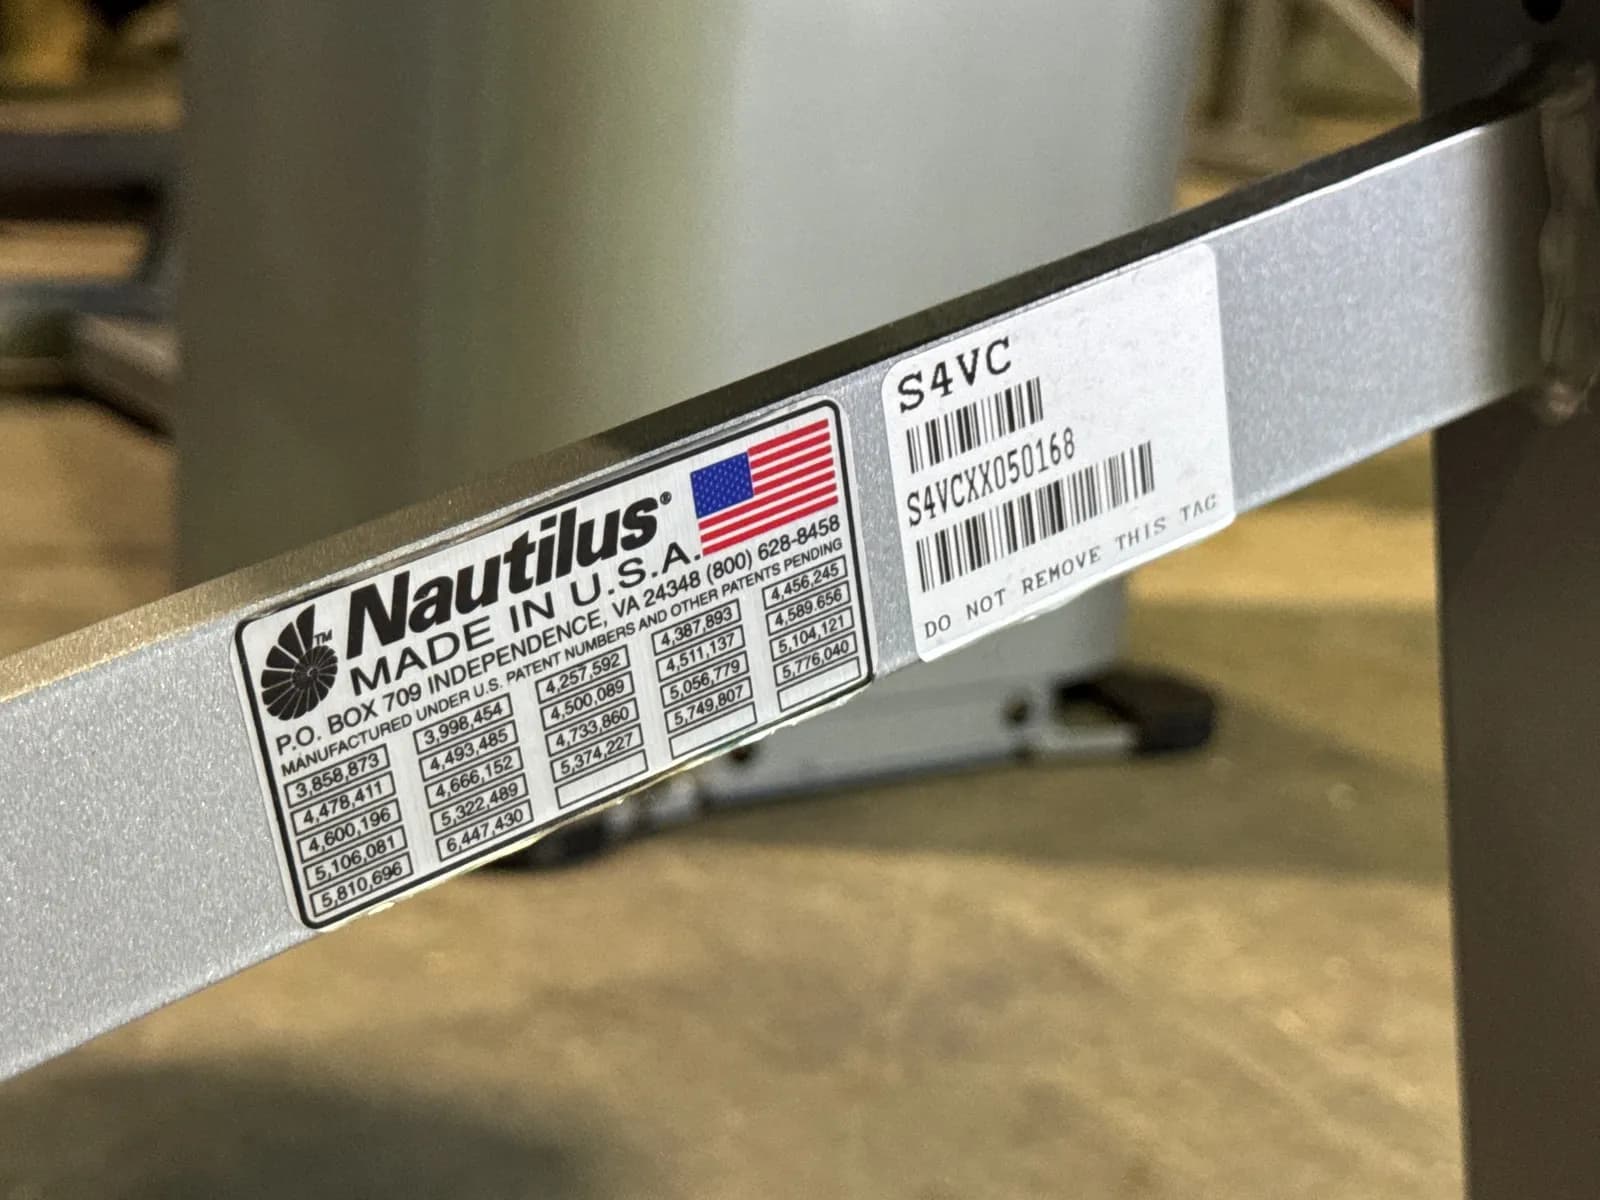 Nautilus®
TM
MADE IN U.S.A.
P.O. BOX 709 INDEPENDENCE, VA 24348 (800) 628-8458
MANUFACTURED UNDER U.S. PATENT NUMBERS AND OTHER PATENTS PENDING
3,858,873 3,998,454 4,257,592 4,387,893 4,456,245
4,478,411 4,493,485 4,500,089 4,511,137 4,589,656
4,600,196 4,666,152 4,733,860 5,056,779 5,104,121
5,106,081 5,322,489 5,374,227 5,749,807 5,776,040
5,810,696 6,447,430
S4VC
S4VCXX050168
DO NOT REMOVE THIS TAG